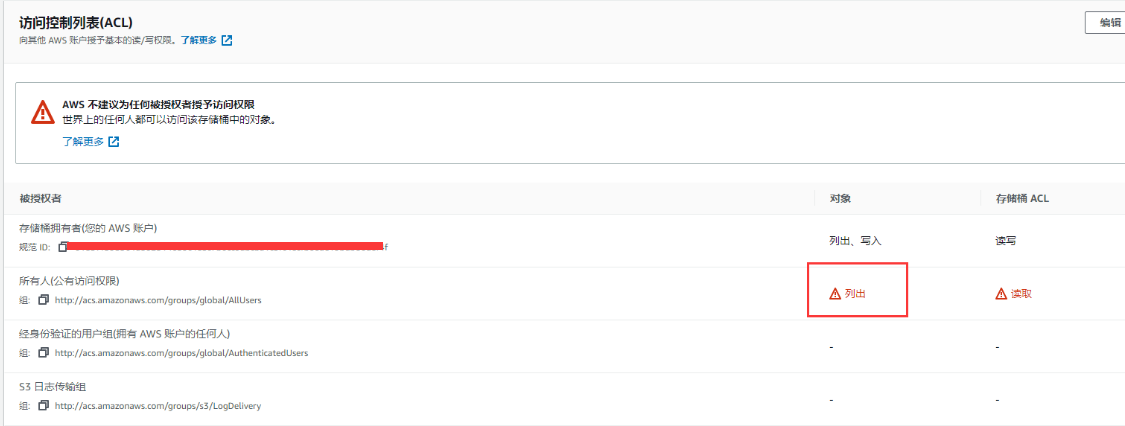 访问控制列表(ACL)
编辑
向其他 AWS 账户授予基本的读/写权限。 了解更多
AWS 不建议为任何被授权者授予访问权限
世界上的任何人都可以访问该存储桶中的对象。
了解更多
被授权者 对象 存储桶 ACL
存储桶拥有者(您的 AWS 账户)
规范 ID: f
列出、写入 读写
所有人(公有访问权限)
组: http://acs.amazonaws.com/groups/global/AllUsers
列出 读取
经身份验证的用户组(拥有 AWS 账户的任何人)
组: http://acs.amazonaws.com/groups/global/AuthenticatedUsers
- -
S3 日志传输组
组: http://acs.amazonaws.com/groups/s3/LogDelivery
- -